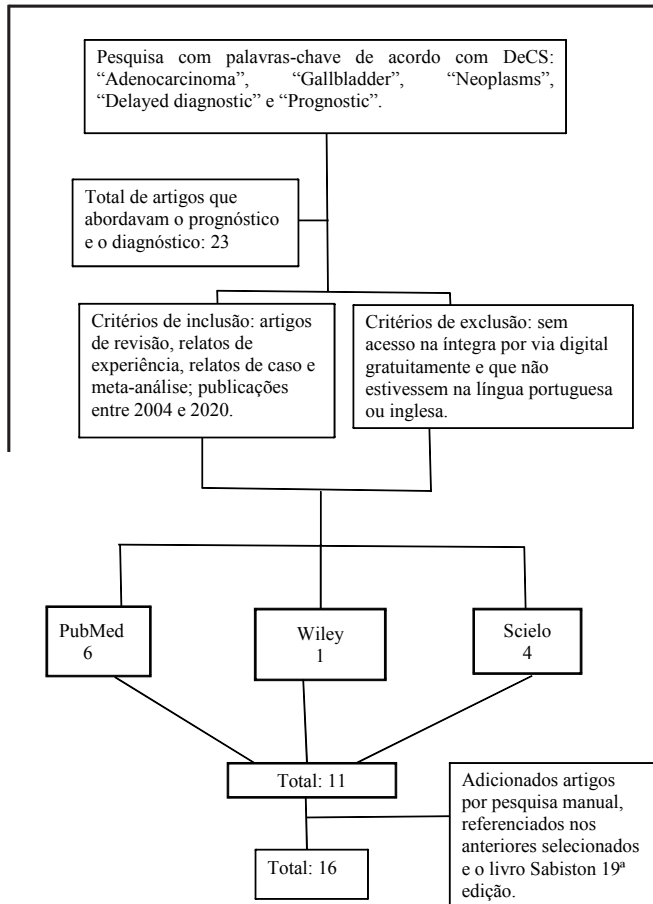 Pesquisa com palavras-chave de acordo com DeCS:
“Adenocarcinoma”, “Gallbladder”, “Neoplasms”,
“Delayed diagnostic” e “Prognostic”.
Total de artigos que
abordavam o prognóstico
e o diagnóstico: 23
Critérios de inclusão: artigos
de revisão, relatos de
experiência, relatos de caso e
meta-análise; publicações
entre 2004 e 2020.
Critérios de exclusão: sem
acesso na íntegra por via digital
gratuitamente e que não
estivessem na língua portuguesa
ou inglesa.
PubMed
6
Wiley
1
Scielo
4
Total: 11
Adicionados artigos
por pesquisa manual,
referenciados nos
anteriores selecionados
e o livro Sabiston 19ª
edição.
Total: 16